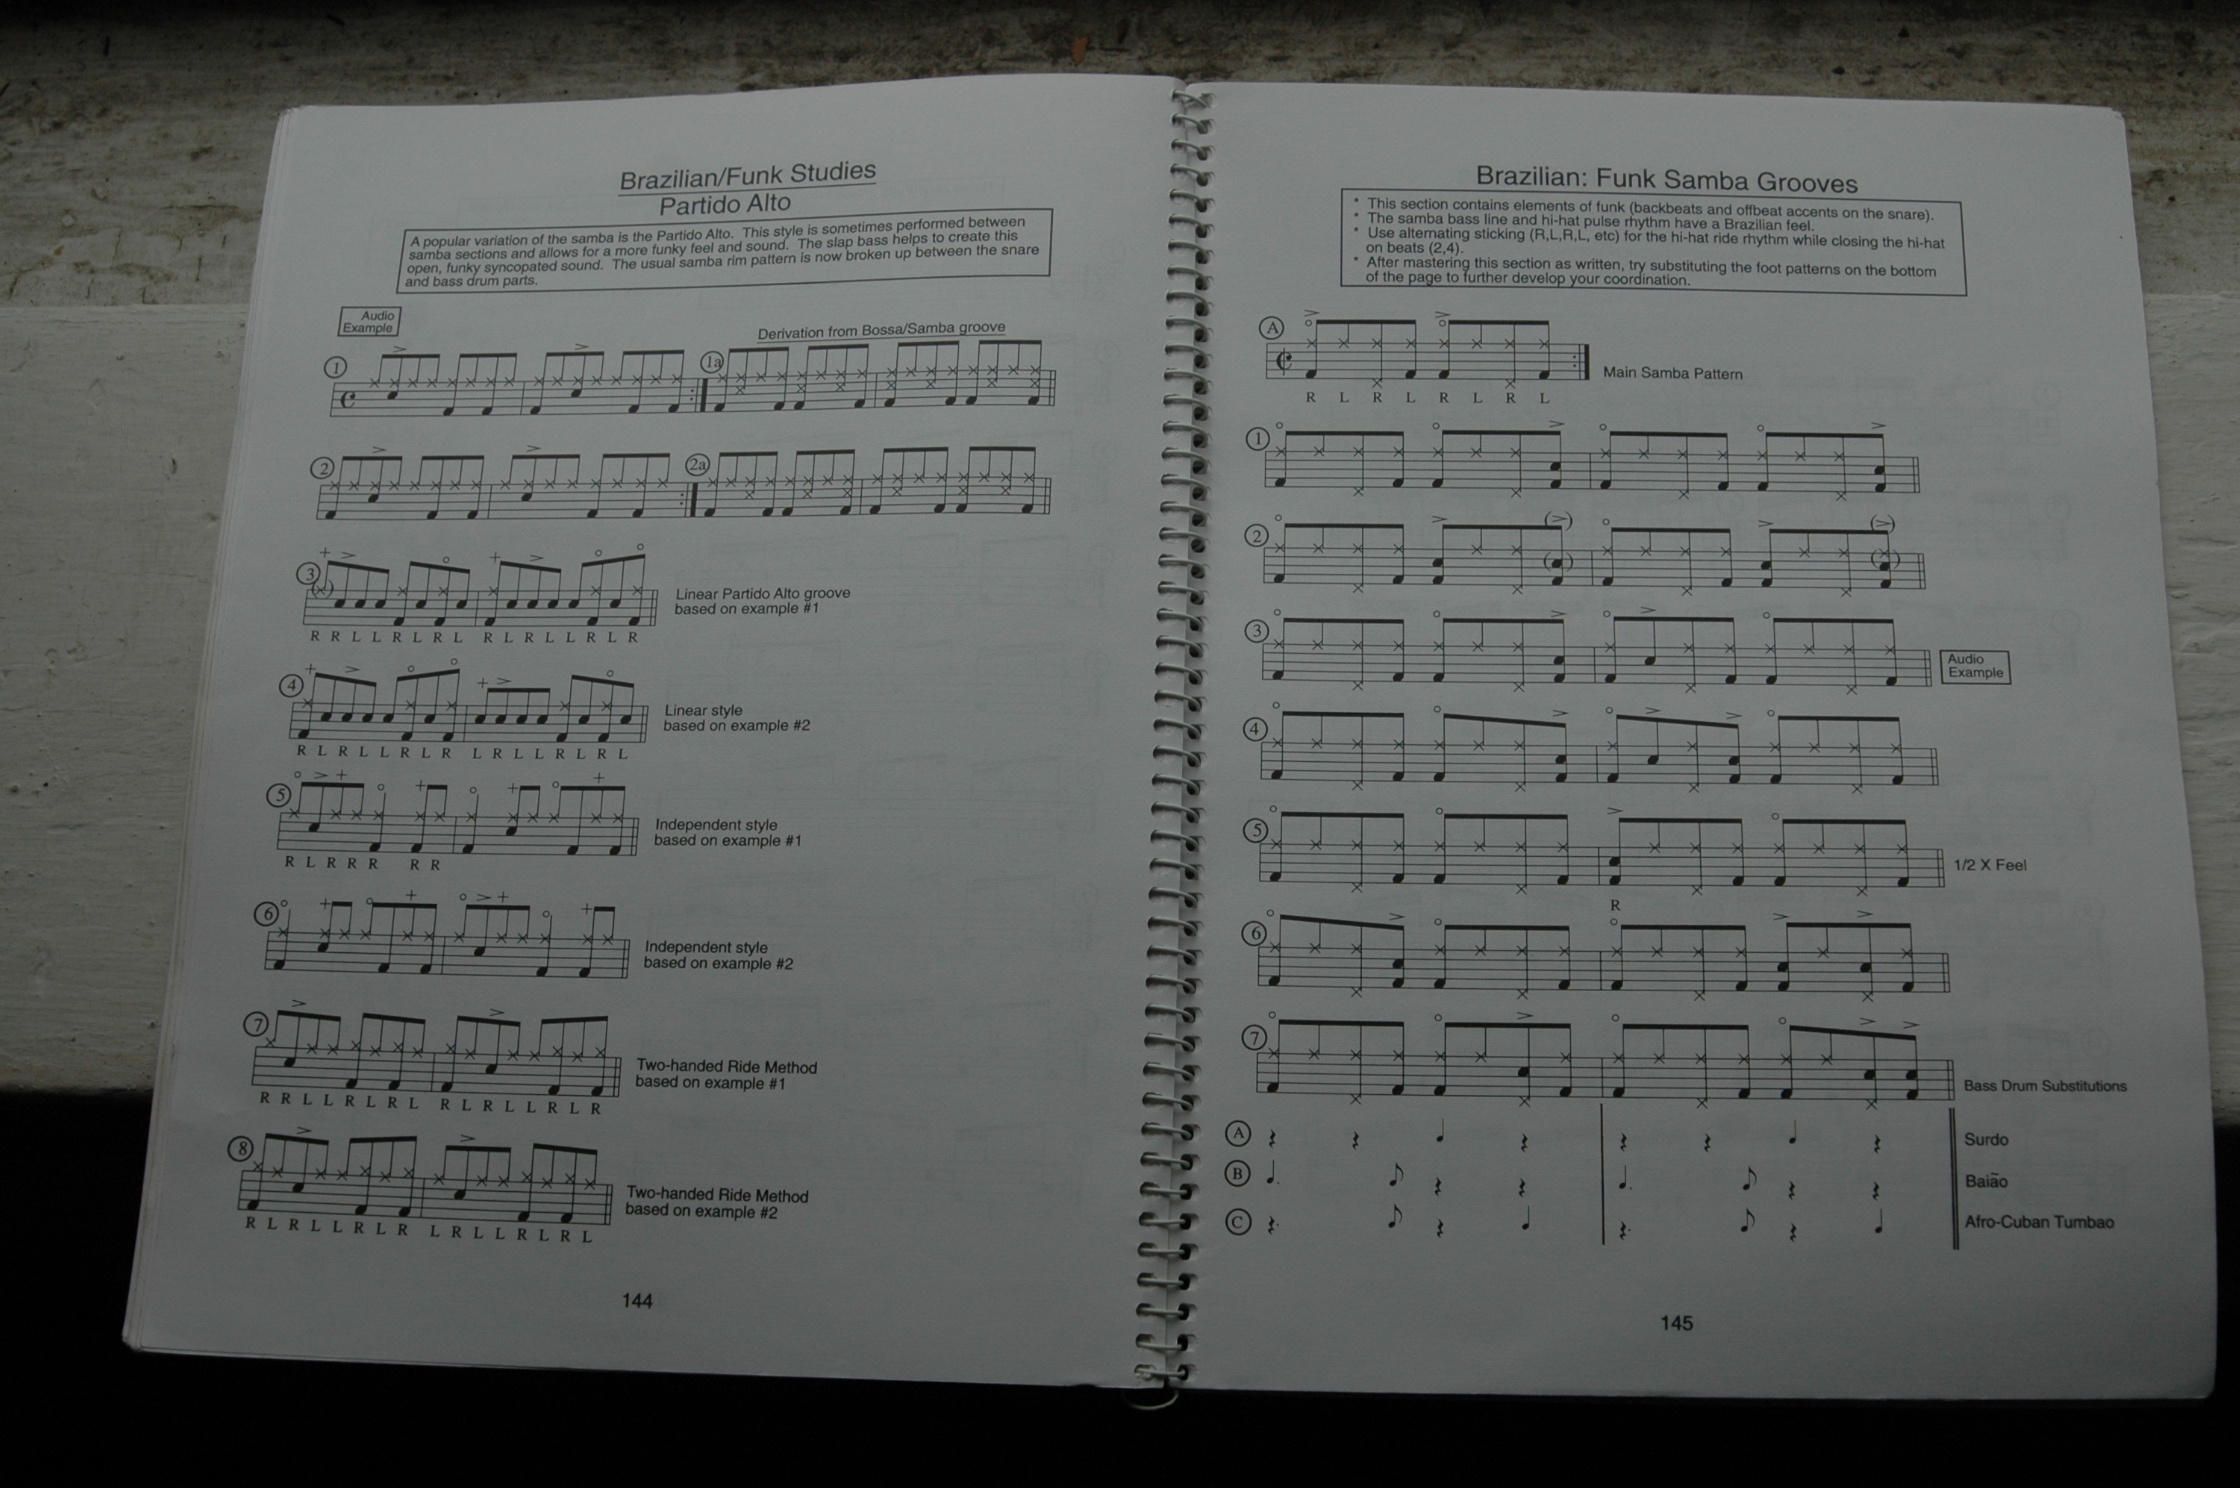 Brazilian/Funk Studies
Partido Alto
A popular variation of the samba is the Partido Alto. This style is sometimes performed between
samba sections and allows for a more funky feel and sound. The slap bass helps to create this
open, funky syncopated sound. The usual samba rim pattern is now broken up between the snare
and bass drum parts.
Audio
Example
Derivation from Bossa/Samba groove
1
1a
2
2a
3
Linear Partido Alto groove
based on example #1
R R L L R L R L R L R L L R L R
4
Linear style
based on example #2
R L R L L R L R L R L L R L R L
5
Independent style
based on example #1
R L R R R R R
6
Independent style
based on example #2
7
Two-handed Ride Method
based on example #1
R R L L R L R L R L R L L R L R
8
Two-handed Ride Method
based on example #2
R L R L L R L R L R L L R L R L
144
Brazilian: Funk Samba Grooves
* This section contains elements of funk (backbeats and offbeat accents on the snare).
* The samba bass line and hi-hat pulse rhythm have a Brazilian feel.
* Use alternating sticking (R,L,R,L, etc) for the hi-hat ride rhythm while closing the hi-hat
on beats (2,4).
* After mastering this section as written, try substituting the foot patterns on the bottom
of the page to further develop your coordination.
A
Main Samba Pattern
R L R L R L R L
1
2
3
Audio
Example
4
5
1/2 X Feel
R
6
7
Bass Drum Substitutions
A
Surdo
B
Baião
C
Afro-Cuban Tumbao
145